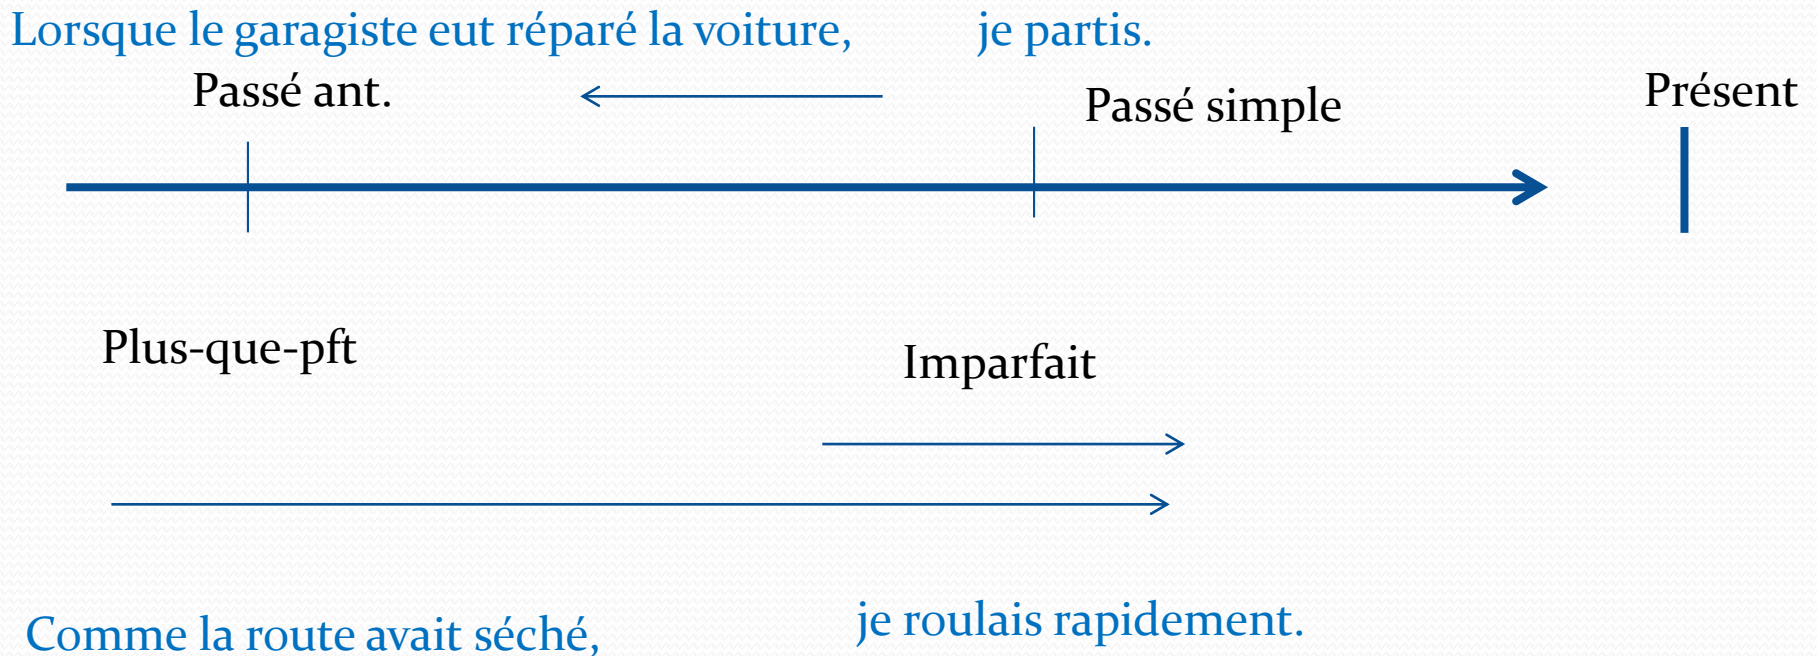 Lorsque le garagiste eut réparé la voiture, je partis.
Passé ant. Passé simple Présent
Plus-que-pft Imparfait
Comme la route avait séché, je roulais rapidement.